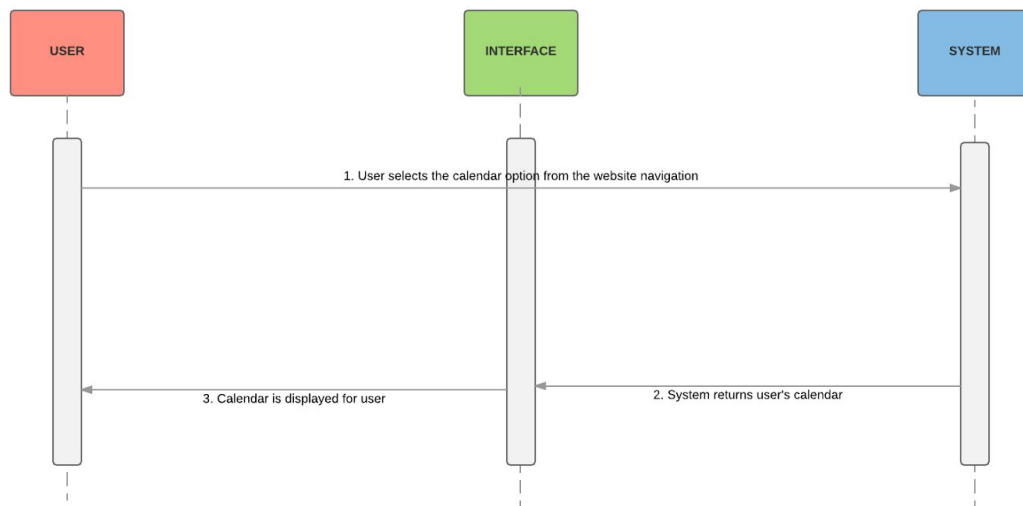 USER
INTERFACE
SYSTEM
1. User selects the calendar option from the website navigation
2. System returns user's calendar
3. Calendar is displayed for user